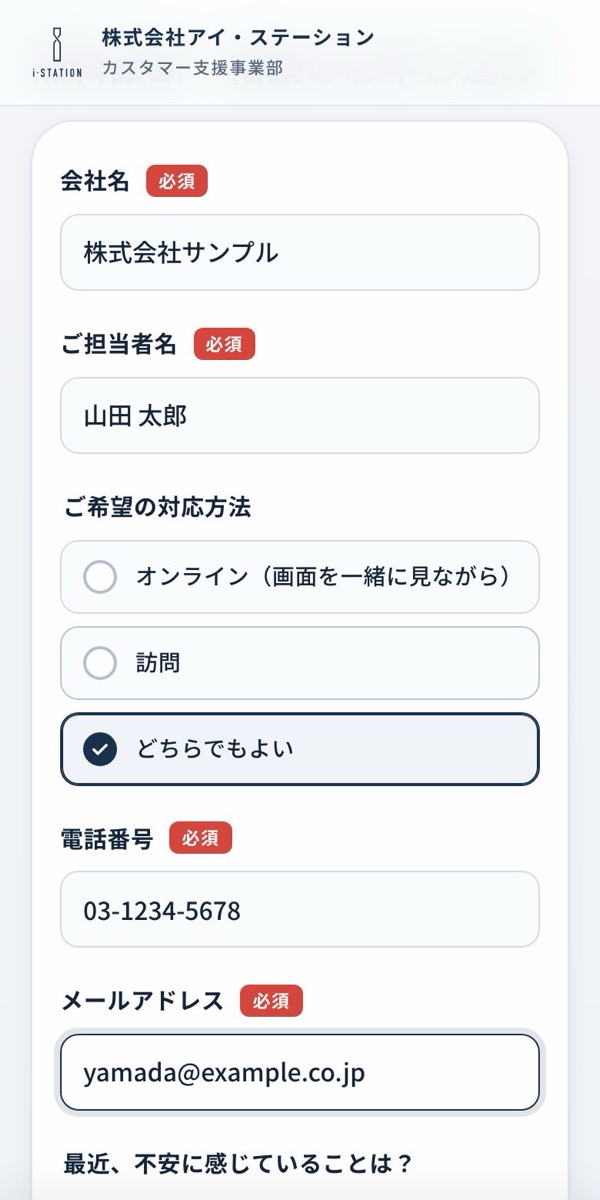 i·STATION
株式会社アイ・ステーション
カスタマー支援事業部
会社名 必須
株式会社サンプル
ご担当者名 必須
山田 太郎
ご希望の対応方法
オンライン（画面を一緒に見ながら）
訪問
どちらでもよい
電話番号 必須
03-1234-5678
メールアドレス 必須
yamada@example.co.jp
最近、不安に感じていることは？